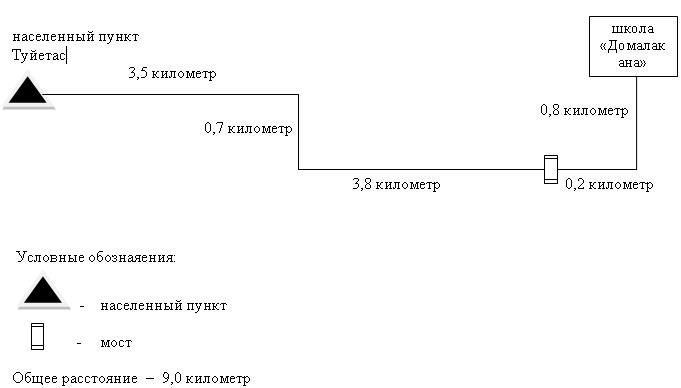 населенный пункт
Туйетас
школа
«Домалак
ана»
3,5 километр
0,7 километр
0,8 километр
3,8 километр
0,2 километр
Условные обознаяения:
- населенный пункт
- мост
Общее расстояние – 9,0 километр